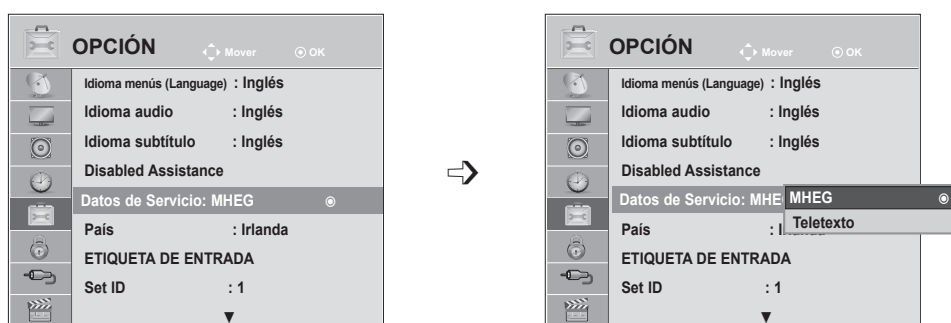 OPCIÓN Mover OK
Idioma menús (Language) : Inglés
Idioma audio : Inglés
Idioma subtítulo : Inglés
Disabled Assistance
Datos de Servicio: MHEG
País : Irlanda
ETIQUETA DE ENTRADA
Set ID : 1
OPCIÓN Mover OK
Idioma menús (Language) : Inglés
Idioma audio : Inglés
Idioma subtítulo : Inglés
Disabled Assistance
Datos de Servicio: MHE MHEG
Teletexto
País : Irlanda
ETIQUETA DE ENTRADA
Set ID : 1